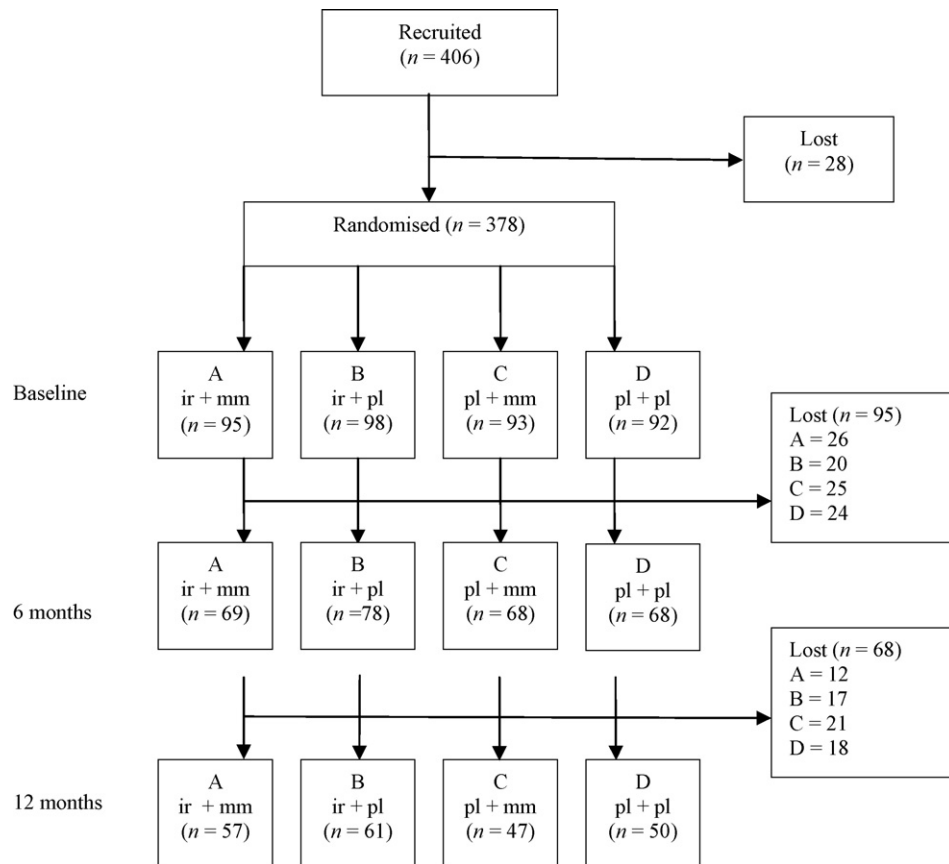 Recruited
(n = 406)
Lost
(n = 28)
Randomised (n = 378)
Baseline
A
ir + mm
(n = 95)
B
ir + pl
(n = 98)
C
pl + mm
(n = 93)
D
pl + pl
(n = 92)
Lost (n = 95)
A = 26
B = 20
C = 25
D = 24
6 months
A
ir + mm
(n = 69)
B
ir + pl
(n =78)
C
pl + mm
(n = 68)
D
pl + pl
(n = 68)
Lost (n = 68)
A = 12
B = 17
C = 21
D = 18
12 months
A
ir + mm
(n = 57)
B
ir + pl
(n = 61)
C
pl + mm
(n = 47)
D
pl + pl
(n = 50)